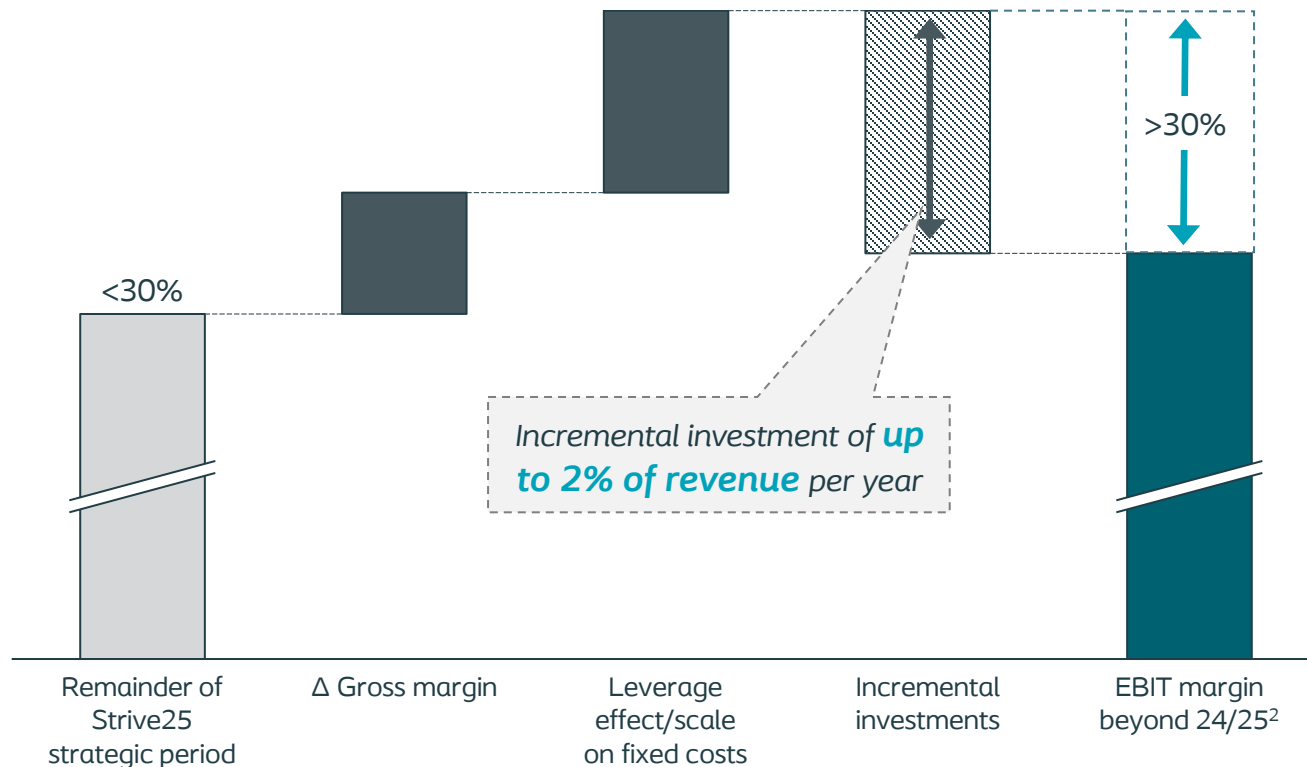 >30%
<30%
Incremental investment of up
to 2% of revenue per year
Remainder of
Strive25
strategic period
Δ Gross margin
Leverage
effect/scale
on fixed costs
Incremental
investments
EBIT margin
beyond 24/25²